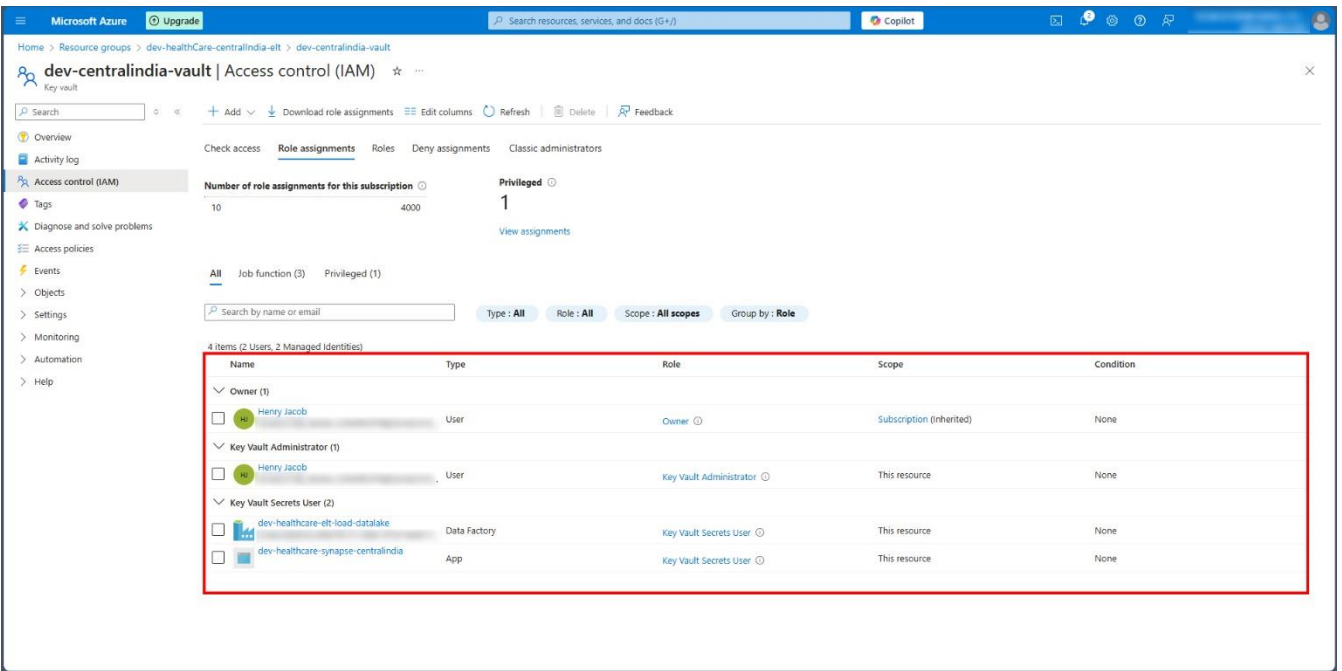 Microsoft Azure Upgrade Search resources, services, and docs (G+/) Copilot 2
Home > Resource groups > dev-healthCare-centralindia-elt > dev-centralindia-vault
dev-centralindia-vault | Access control (IAM)
Key vault
Search
Overview
Activity log
Access control (IAM)
Tags
Diagnose and solve problems
Access policies
Events
Objects
Settings
Monitoring
Automation
Help
Add Download role assignments Edit columns Refresh Delete Feedback
Check access Role assignments Roles Deny assignments Classic administrators
Number of role assignments for this subscription
10 4000
Privileged
1
View assignments
All Job function (3) Privileged (1)
Search by name or email Type : All Role : All Scope : All scopes Group by : Role
4 items (2 Users, 2 Managed Identities)
Name Type Role Scope Condition
Owner (1)
HJ Henry Jacob User Owner Subscription (Inherited) None
Key Vault Administrator (1)
HJ Henry Jacob User Key Vault Administrator This resource None
Key Vault Secrets User (2)
dev-healthcare-elt-load-datalake Data Factory Key Vault Secrets User This resource None
dev-healthcare-synapse-centralindia App Key Vault Secrets User This resource None